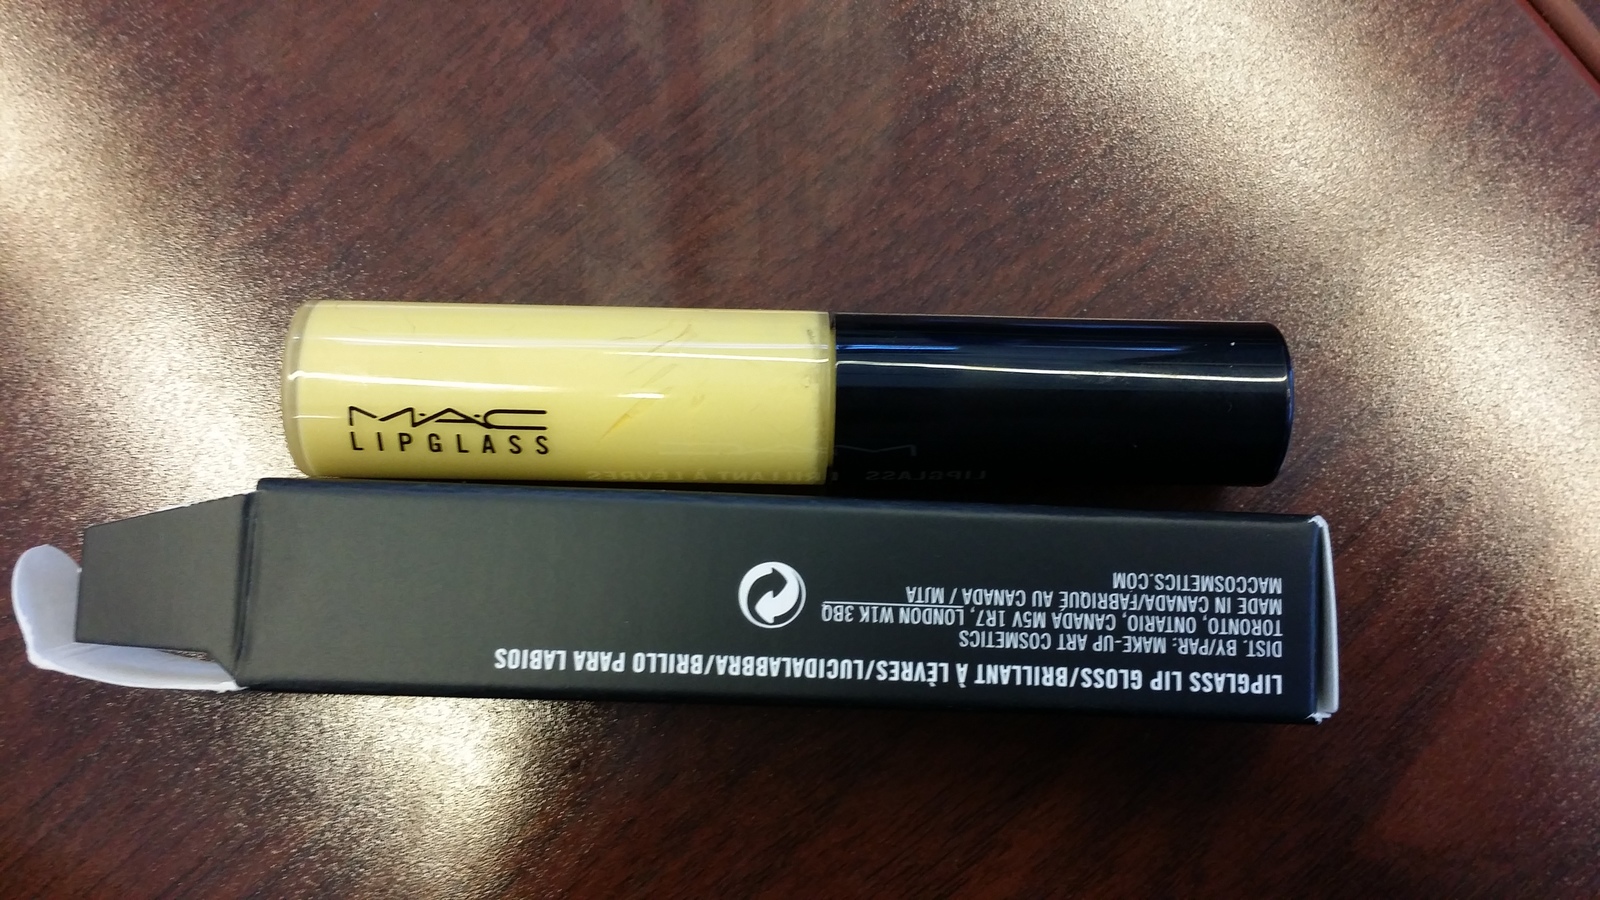 M·A·C
LIPGLASS
LIPGLASS LIP GLOSS/BRILLANT À LÈVRES/LUCIDALABBRA/BRILLO PARA LABIOS
DIST. BY/PAR: MAKE-UP ART COSMETICS
TORONTO, ONTARIO, CANADA M5V 1R7, LONDON W1K 3BQ
MADE IN CANADA/FABRIQUÉ AU CANADA / MJTA
MACCOSMETICS.COM